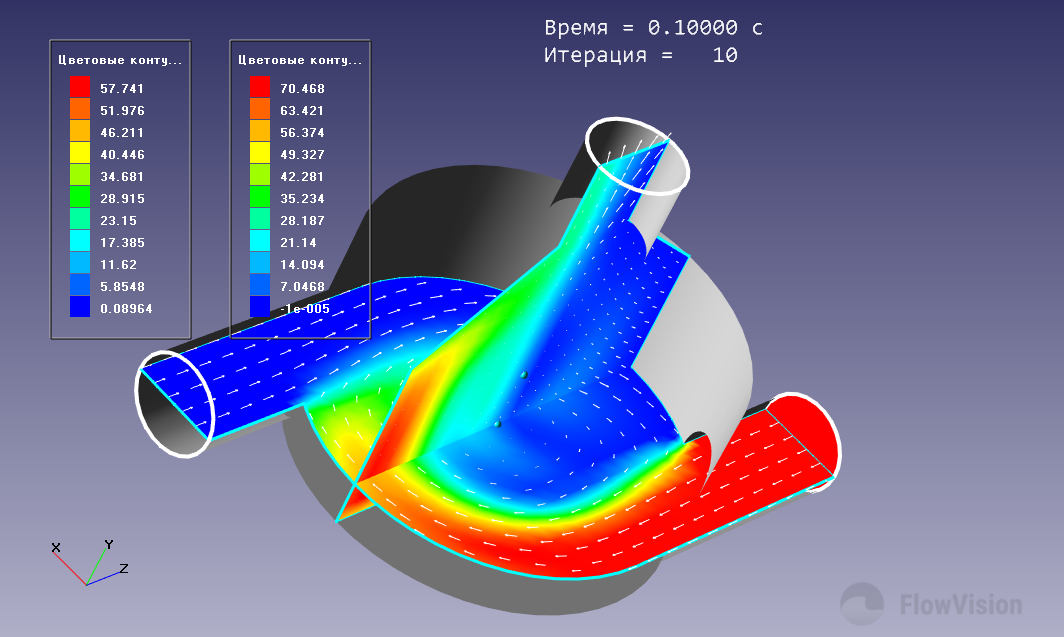 Время = 0.10000 с
Итерация =   10
Цветовые конту...
57.741
51.976
46.211
40.446
34.681
28.915
23.15
17.385
11.62
5.8548
0.08964
Цветовые конту...
70.468
63.421
56.374
49.327
42.281
35.234
28.187
21.14
14.094
7.0468
-1e-005
X
Y
Z
FlowVision